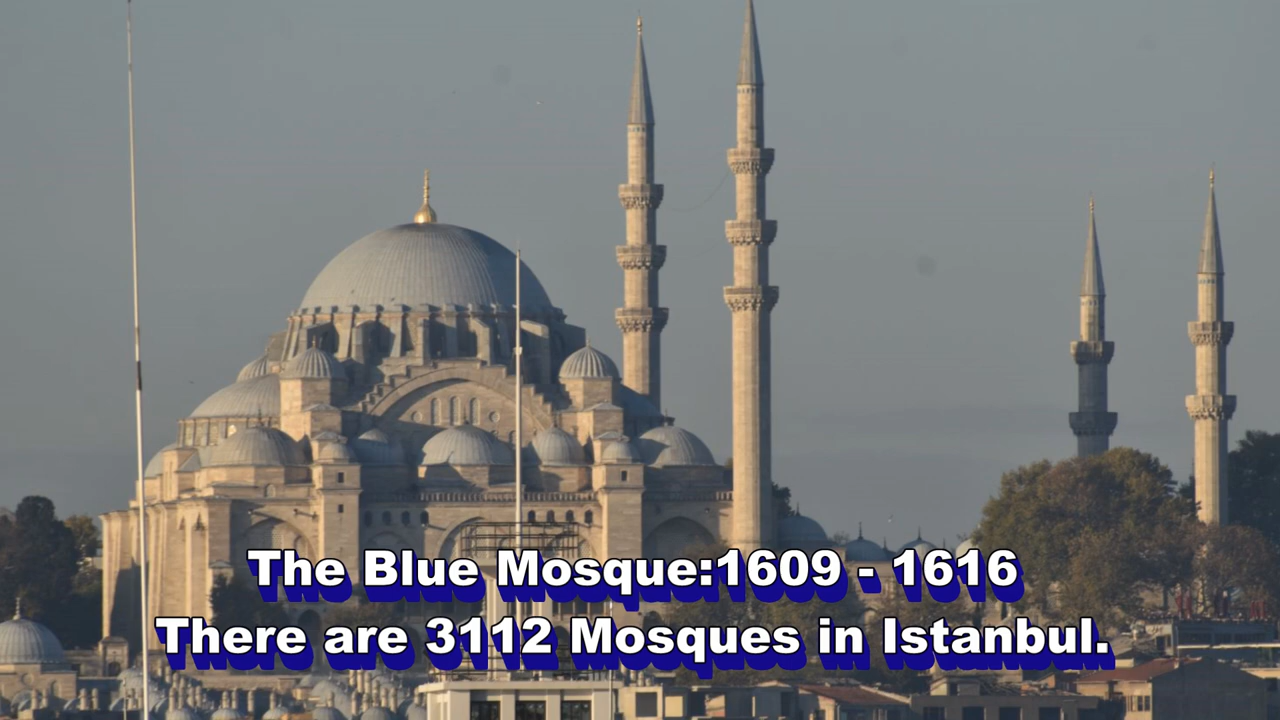 The Blue Mosque:1609 - 1616
There are 3112 Mosques in Istanbul.